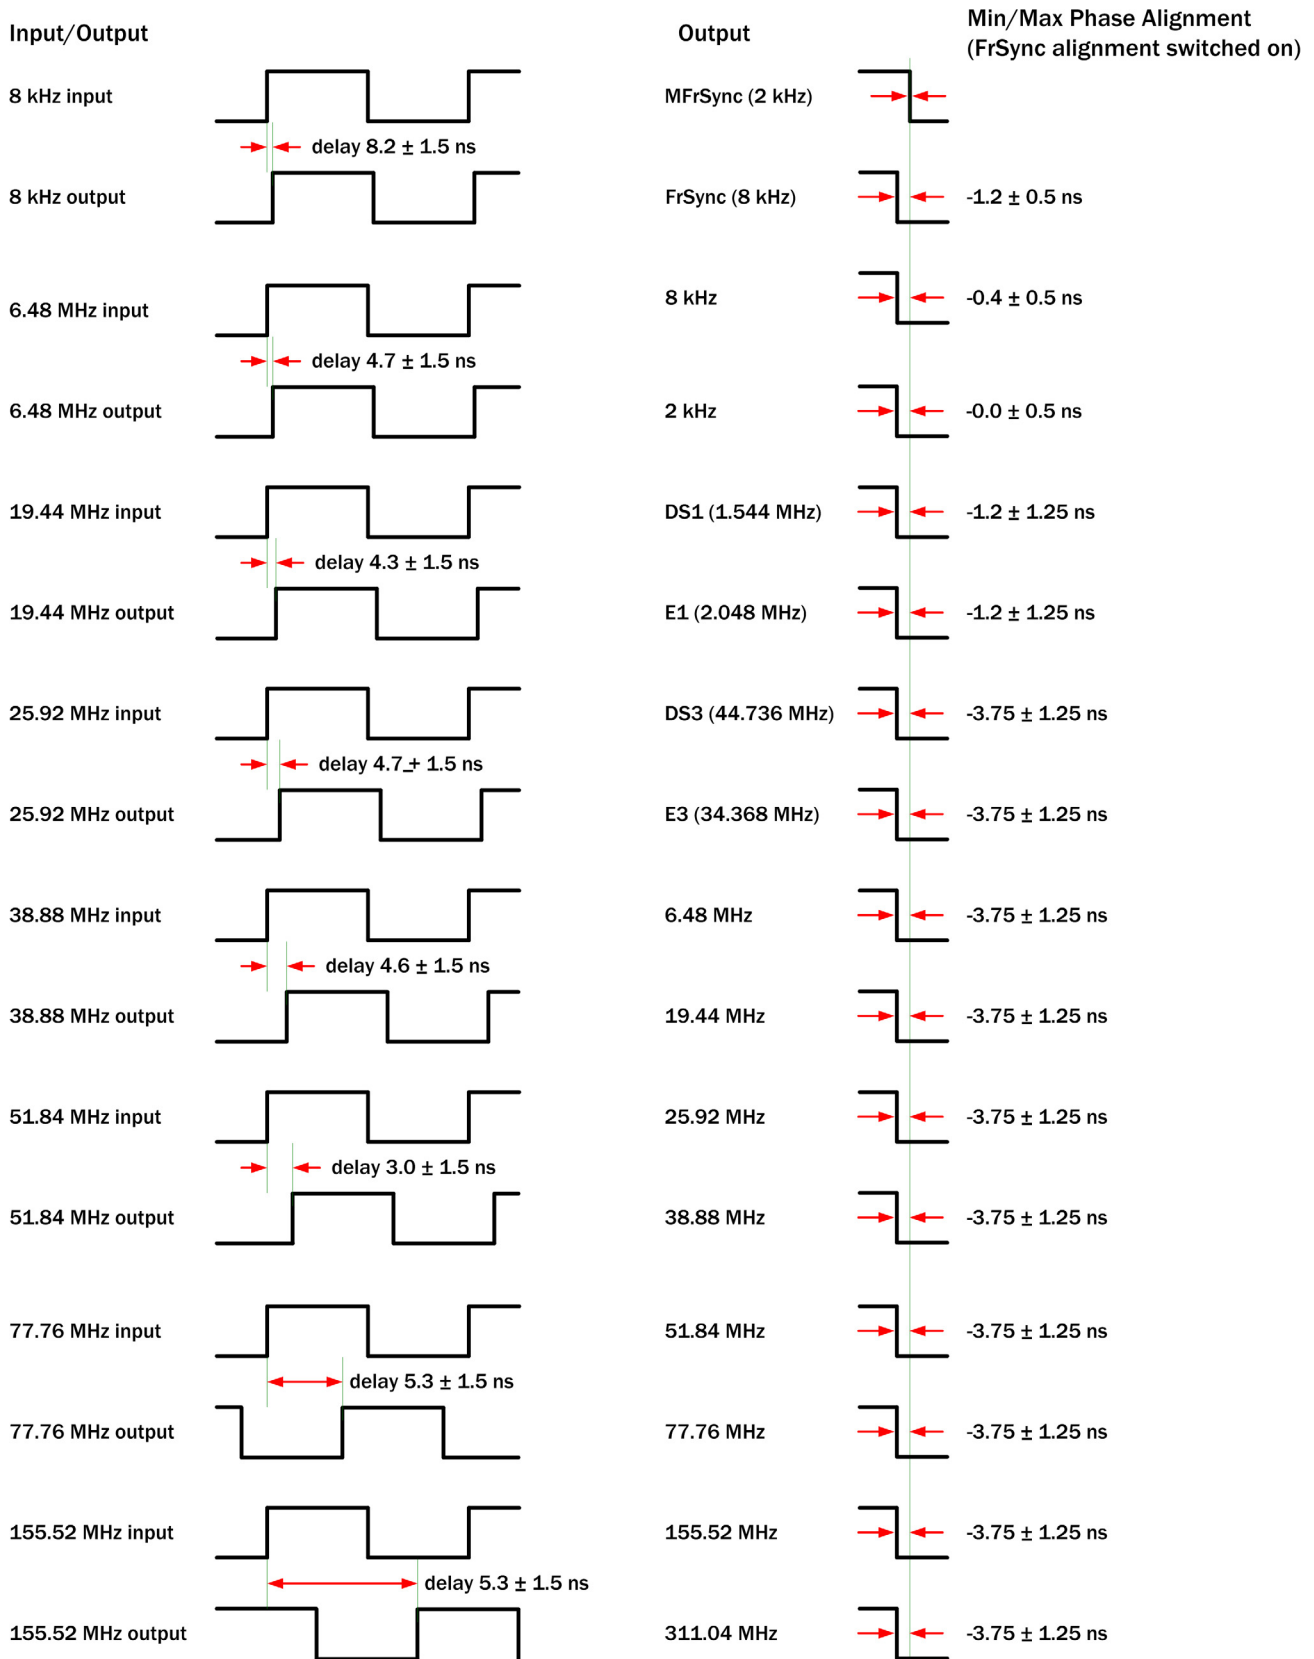 Input/Output
8 kHz input
delay 8.2 ± 1.5 ns
8 kHz output
6.48 MHz input
delay 4.7 ± 1.5 ns
6.48 MHz output
19.44 MHz input
delay 4.3 ± 1.5 ns
19.44 MHz output
25.92 MHz input
delay 4.7_+ 1.5 ns
25.92 MHz output
38.88 MHz input
delay 4.6 ± 1.5 ns
38.88 MHz output
51.84 MHz input
delay 3.0 ± 1.5 ns
51.84 MHz output
77.76 MHz input
delay 5.3 ± 1.5 ns
77.76 MHz output
155.52 MHz input
delay 5.3 ± 1.5 ns
155.52 MHz output
Output
Min/Max Phase Alignment
(FrSync alignment switched on)
MFrSync (2 kHz)
FrSync (8 kHz) -1.2 ± 0.5 ns
8 kHz -0.4 ± 0.5 ns
2 kHz -0.0 ± 0.5 ns
DS1 (1.544 MHz) -1.2 ± 1.25 ns
E1 (2.048 MHz) -1.2 ± 1.25 ns
DS3 (44.736 MHz) -3.75 ± 1.25 ns
E3 (34.368 MHz) -3.75 ± 1.25 ns
6.48 MHz -3.75 ± 1.25 ns
19.44 MHz -3.75 ± 1.25 ns
25.92 MHz -3.75 ± 1.25 ns
38.88 MHz -3.75 ± 1.25 ns
51.84 MHz -3.75 ± 1.25 ns
77.76 MHz -3.75 ± 1.25 ns
155.52 MHz -3.75 ± 1.25 ns
311.04 MHz -3.75 ± 1.25 ns